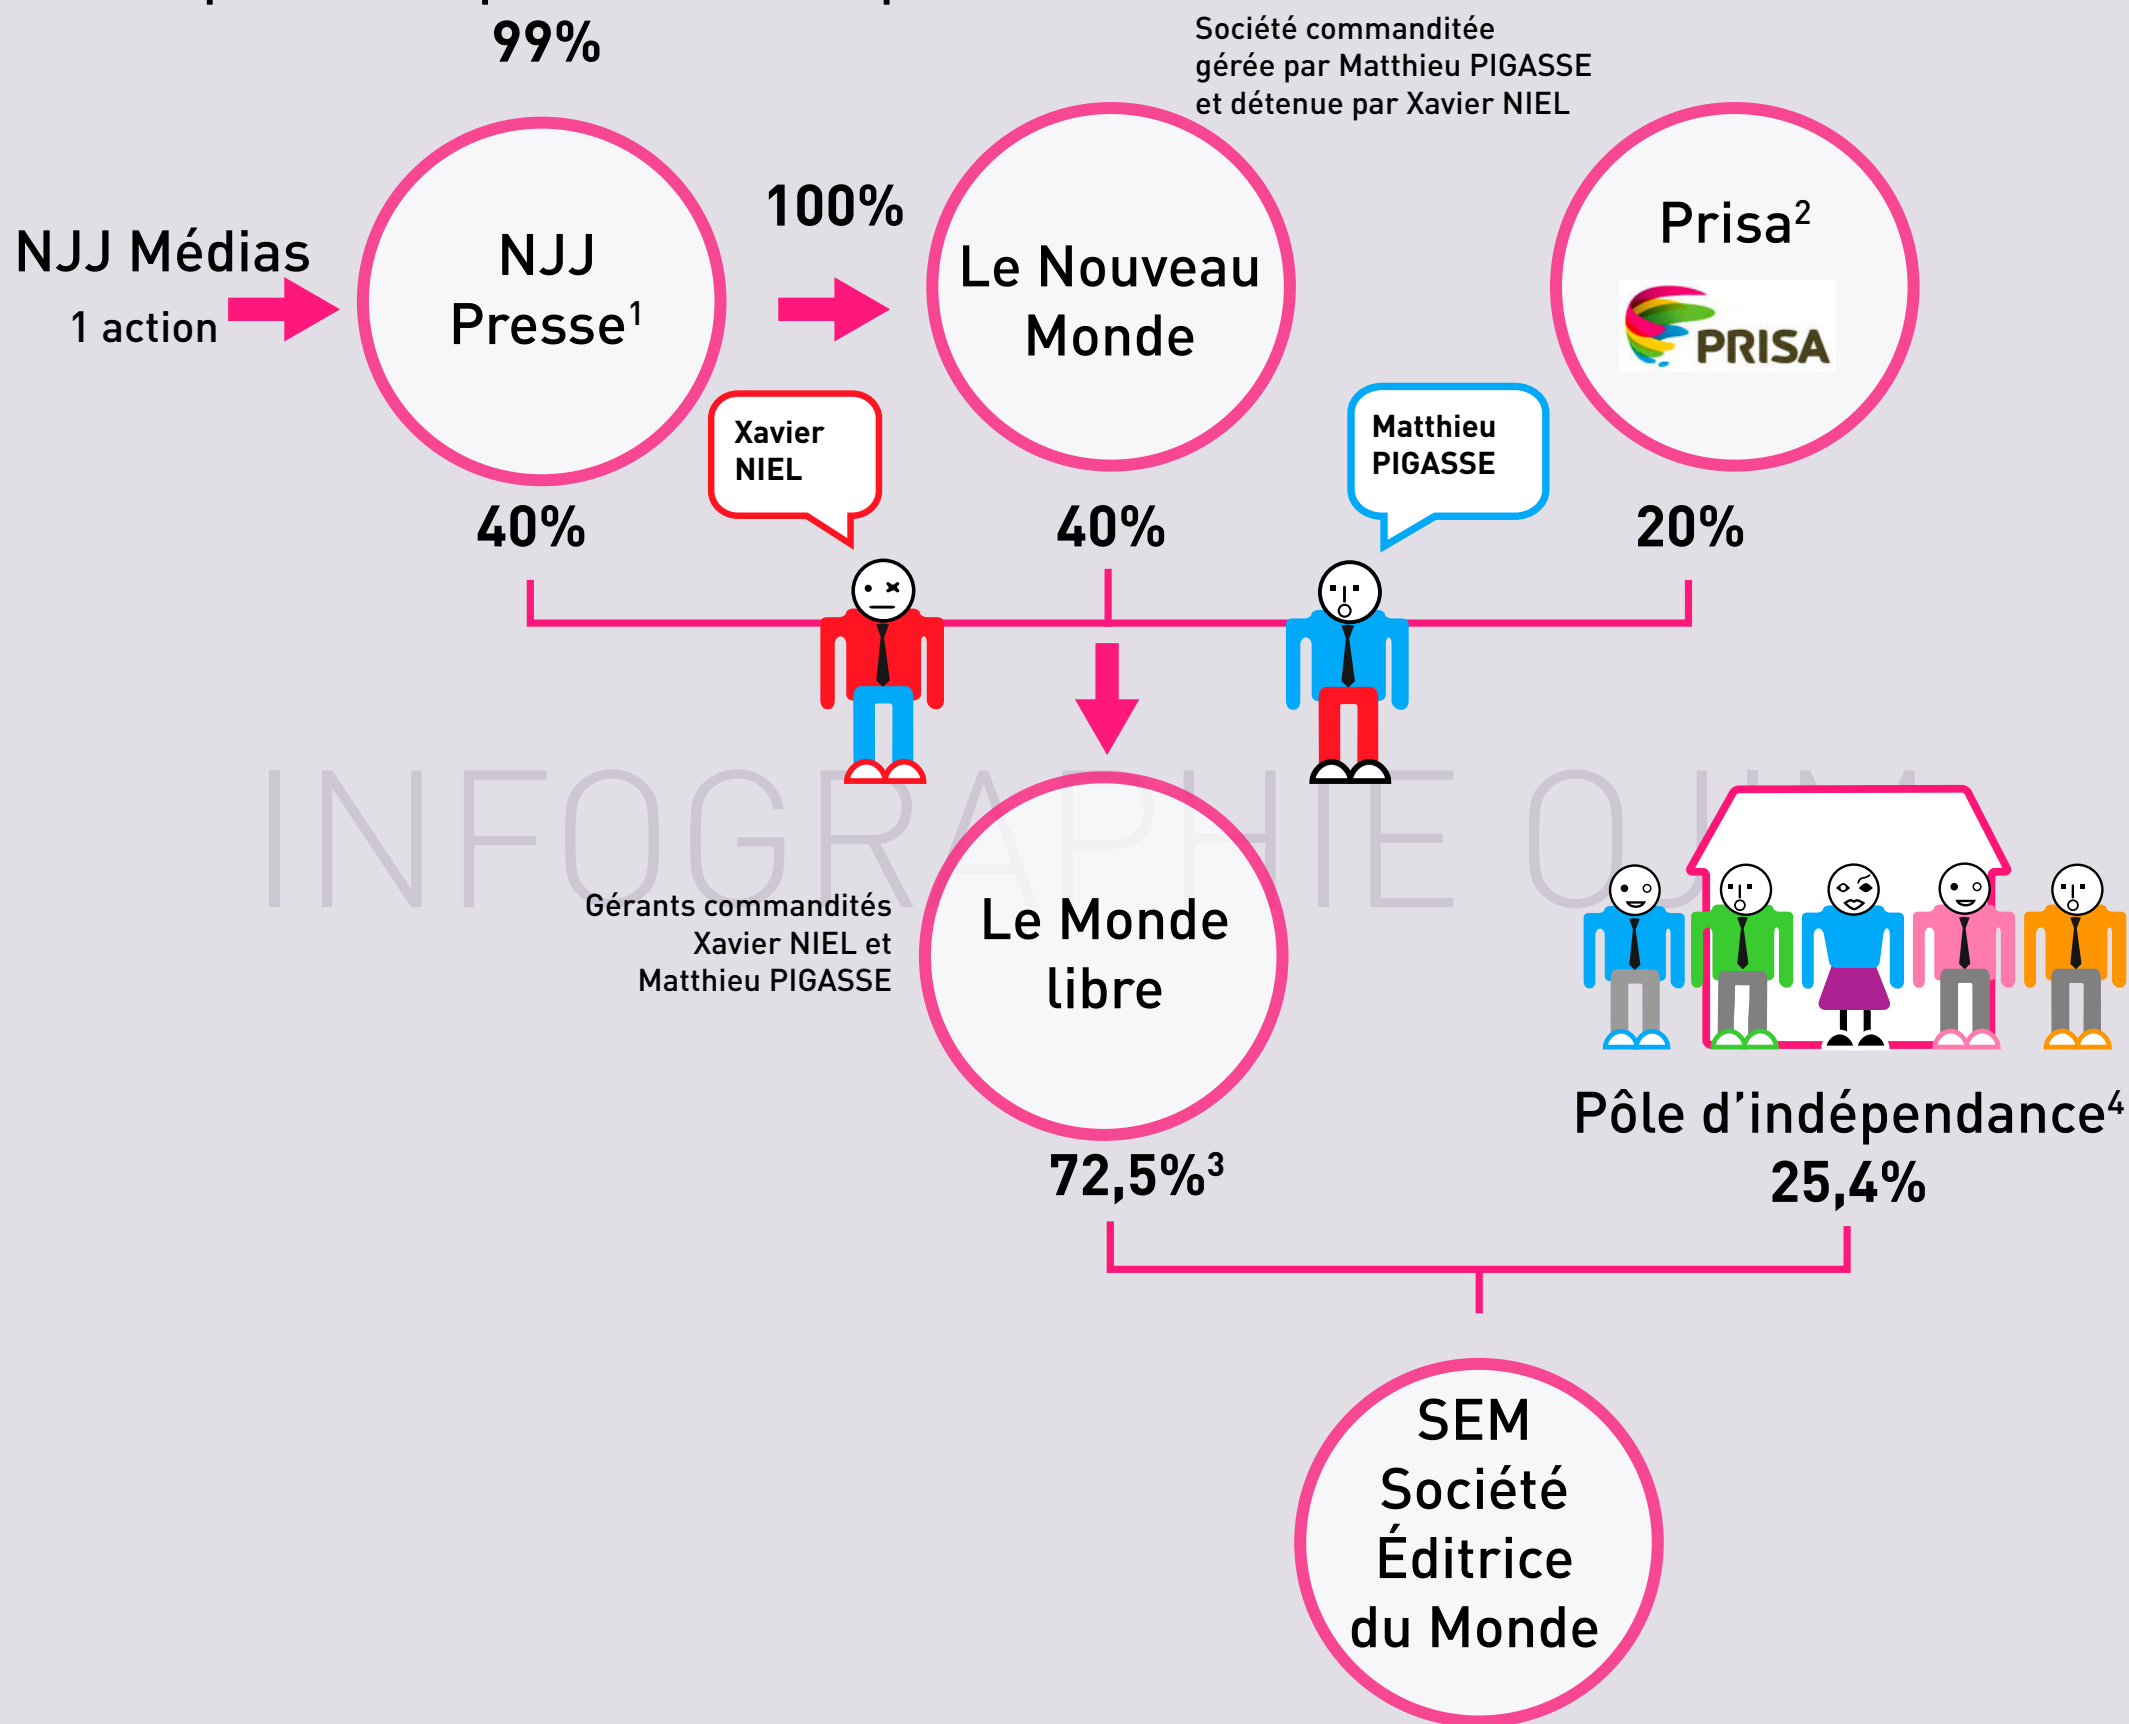 99%
Société commanditée
gérée par Matthieu PIGASSE
et détenue par Xavier NIEL
NJJ Médias
1 action
NJJ
Presse¹
100%
Le Nouveau
Monde
Prisa²
PRISA
Xavier
NIEL
Matthieu
PIGASSE
40%
40%
20%
INFOGRAPHIE OJIM
Gérants commandités
Xavier NIEL et
Matthieu PIGASSE
Le Monde
libre
72,5%³
Pôle d'indépendance⁴
25,4%
SEM
Société
Éditrice
du Monde